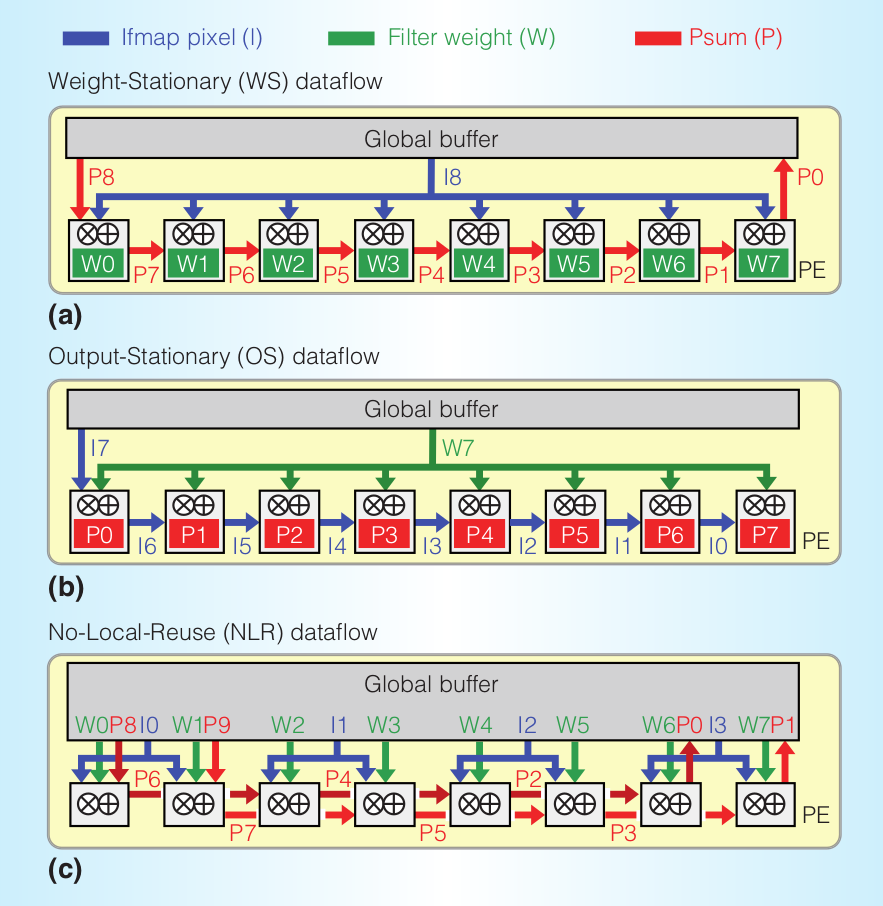 Ifmap pixel (I) Filter weight (W) Psum (P)
Weight-Stationary (WS) dataflow
Global buffer
P8 I8 P0
W0 W1 W2 W3 W4 W5 W6 W7 PE
P7 P6 P5 P4 P3 P2 P1
(a)
Output-Stationary (OS) dataflow
Global buffer
I7 W7
P0 P1 P2 P3 P4 P5 P6 P7 PE
I6 I5 I4 I3 I2 I1 I0
(b)
No-Local-Reuse (NLR) dataflow
Global buffer
W0 P8 I0 W1 P9 W2 I1 W3 W4 I2 W5 W6 P0 I3 W7 P1
P6 P4 P2
PE
P7 P5 P3
(c)